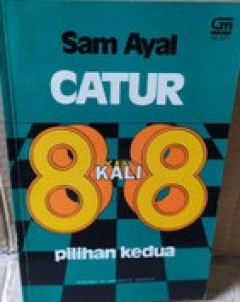 Sam Ayal
CATUR
8 KALI 8
pilihan kedua